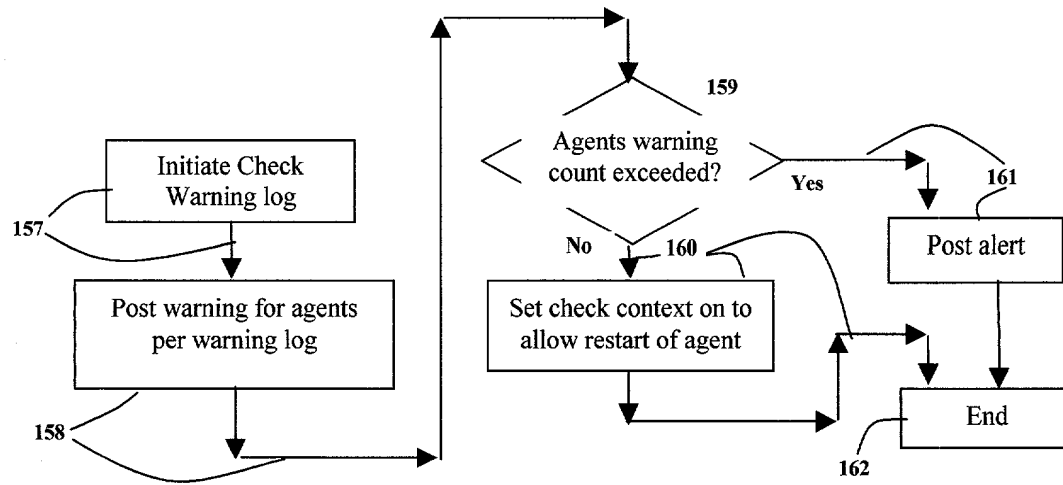 Initiate Check
Warning log
157
Post warning for agents
per warning log
158
159
Agents warning
count exceeded?
Yes
No
160
Set check context on to
allow restart of agent
161
Post alert
End
162